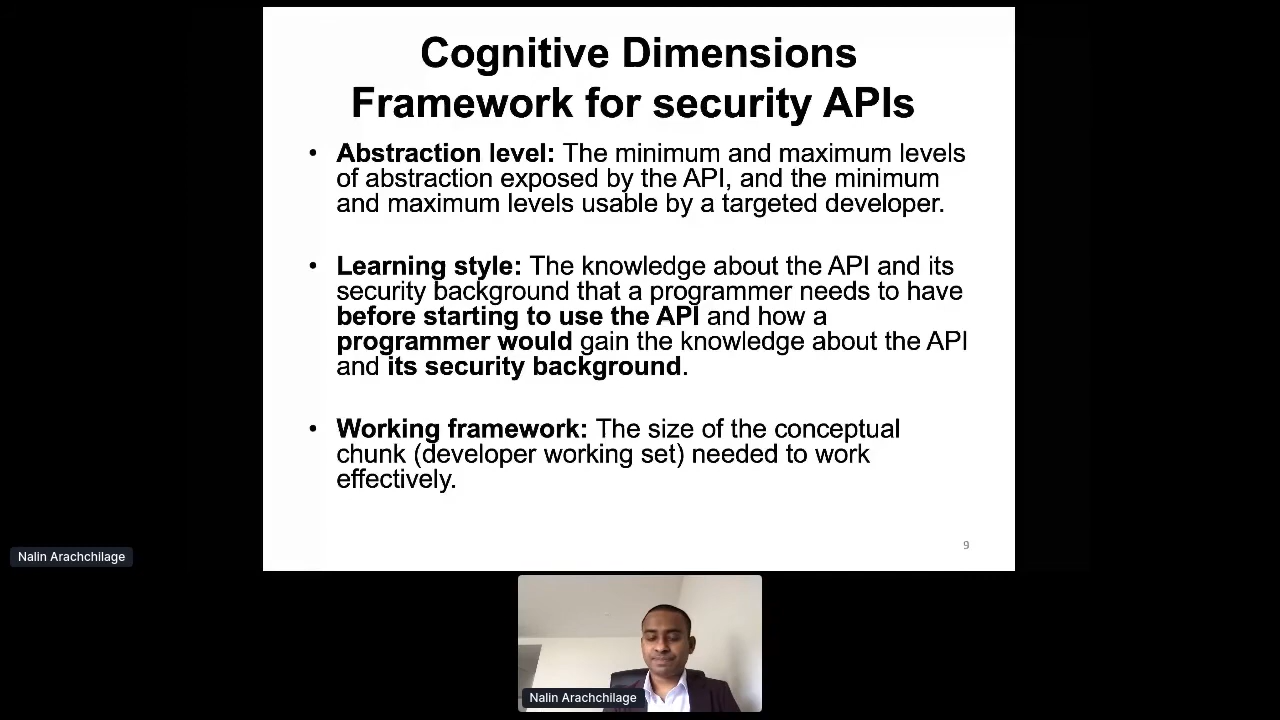 Cognitive Dimensions
Framework for security APIs
• Abstraction level: The minimum and maximum levels
of abstraction exposed by the API, and the minimum
and maximum levels usable by a targeted developer.
• Learning style: The knowledge about the API and its
security background that a programmer needs to have
before starting to use the API and how a
programmer would gain the knowledge about the API
and its security background.
• Working framework: The size of the conceptual
chunk (developer working set) needed to work
effectively.
9
Nalin Arachchilage
Nalin Arachchilage